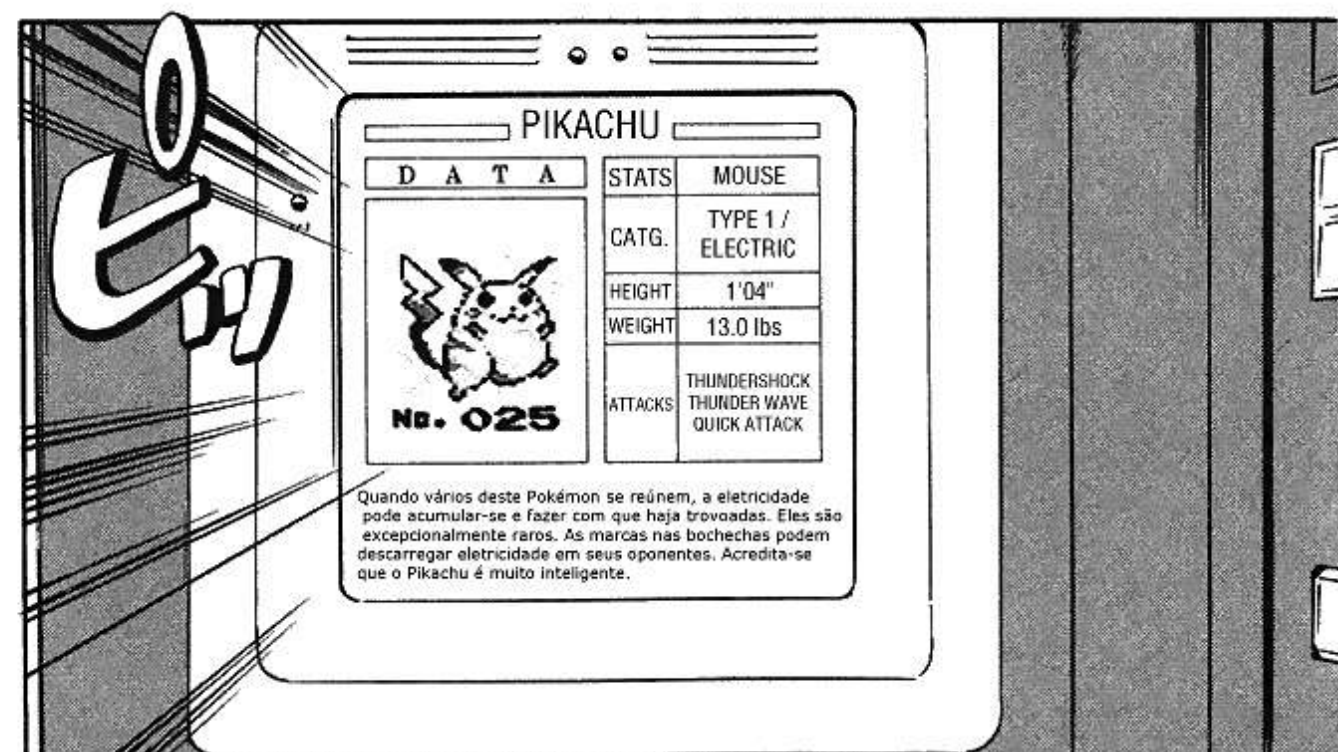 ピッ
PIKACHU
D A T A
No. 025
STATS MOUSE
CATG. TYPE 1 /
ELECTRIC
HEIGHT 1'04"
WEIGHT 13.0 lbs
ATTACKS THUNDERSHOCK
THUNDER WAVE
QUICK ATTACK
Quando vários deste Pokémon se reúnem, a eletricidade
pode acumular-se e fazer com que haja trovoadas. Eles são
excepcionalmente raros. As marcas nas bochechas podem
descarregar eletricidade em seus oponentes. Acredita-se
que o Pikachu é muito inteligente.